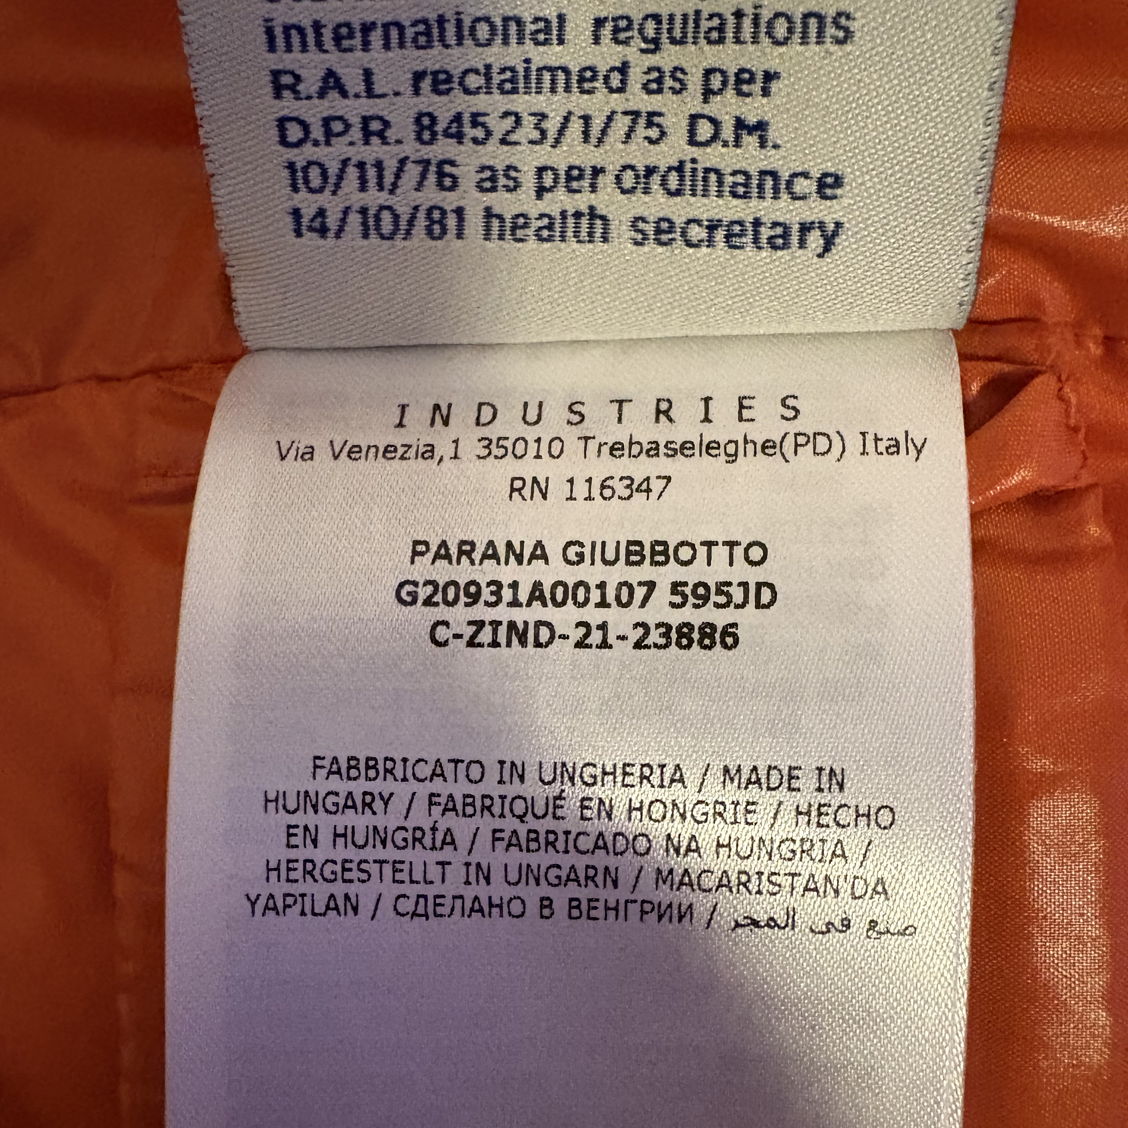 international regulations
R.A.L. reclaimed as per
D.P.R. 84523/1/75 D.M.
10/11/76 as per ordinance
14/10/81 health secretary
INDUSTRIES
Via Venezia,1 35010 Trebaseleghe(PD) Italy
RN 116347
PARANA GIUBBOTTO
G20931A00107 595JD
C-ZIND-21-23886
FABBRICATO IN UNGHERIA / MADE IN
HUNGARY / FABRIQUÉ EN HONGRIE / HECHO
EN HUNGRÍA / FABRICADO NA HUNGRIA /
HERGESTELLT IN UNGARN / MACARISTAN'DA
YAPILAN / СДЕЛАНО В ВЕНГРИИ / صنع في المجر